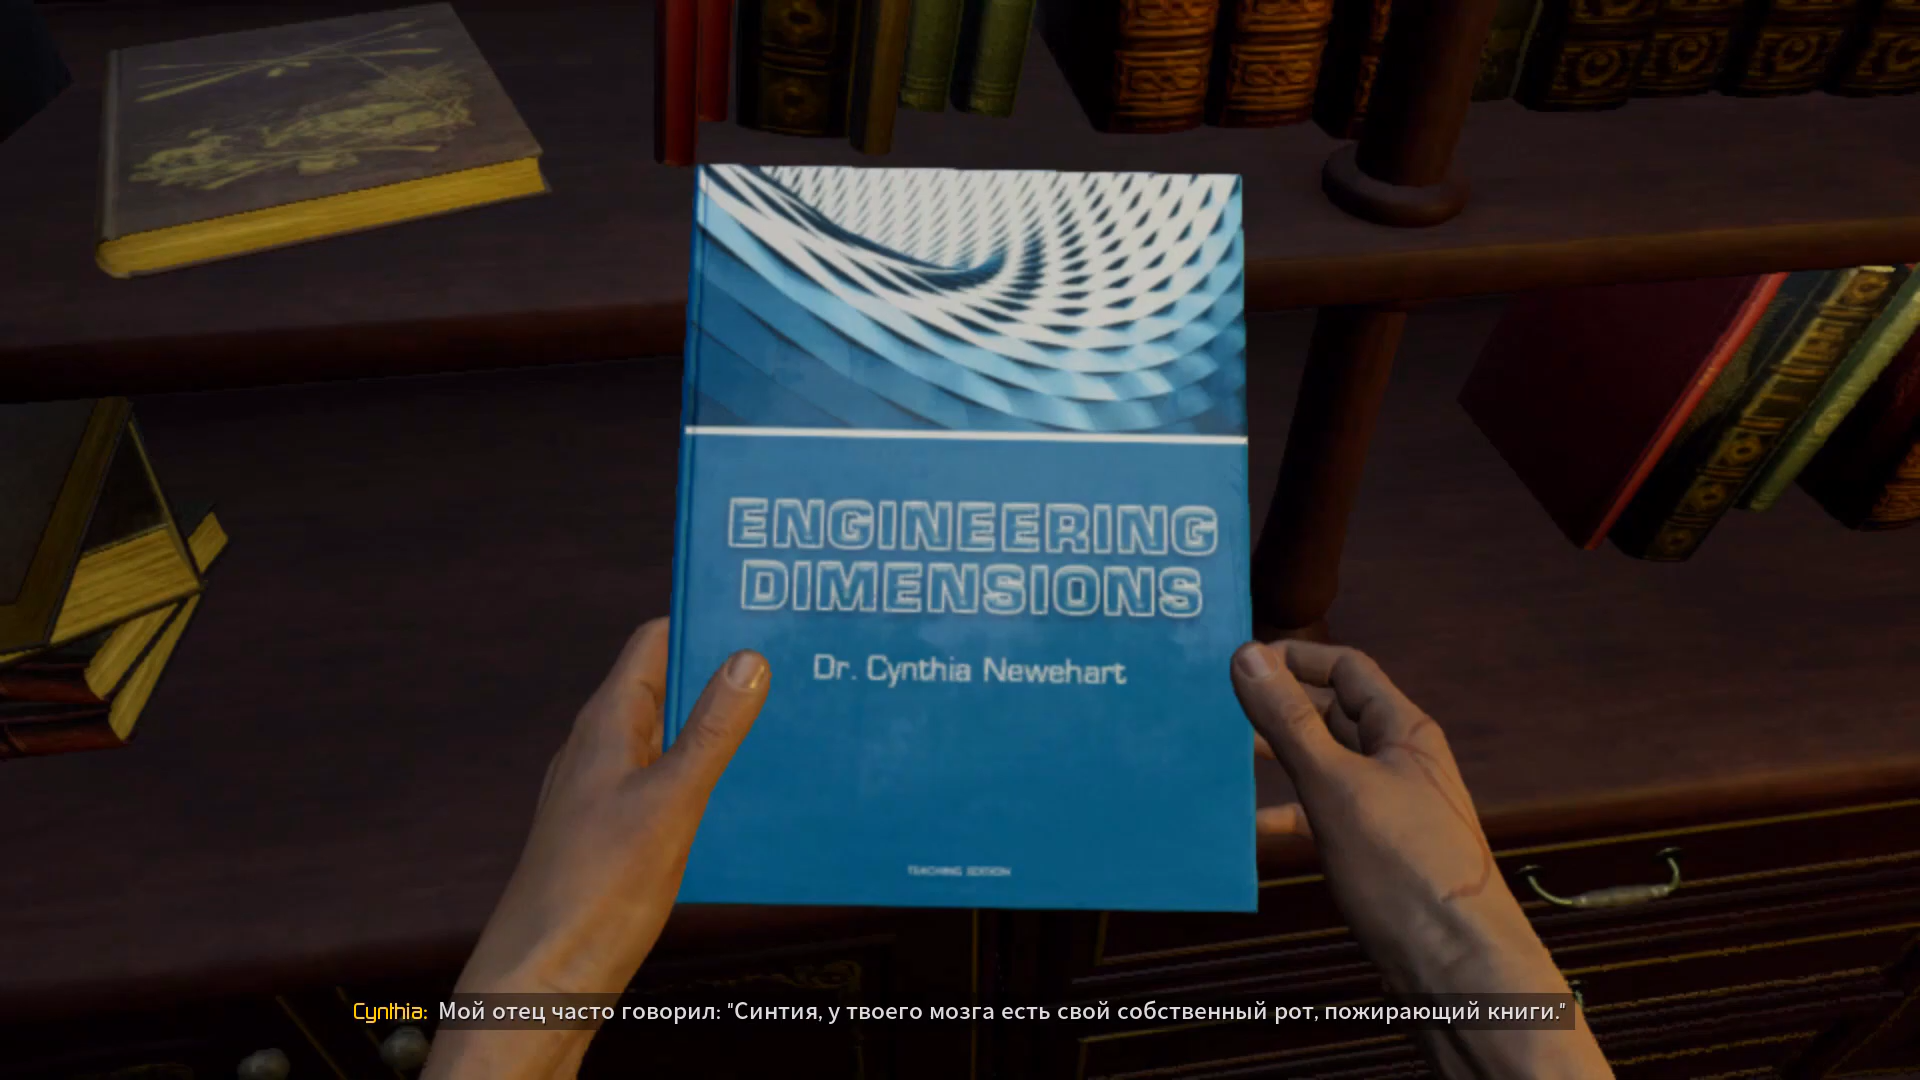 ENGINEERING
DIMENSIONS
Dr. Cynthia Newehart
TEACHING EDITION
Cynthia: Мой отец часто говорил: "Синтия, у твоего мозга есть свой собственный рот, пожирающий книги."